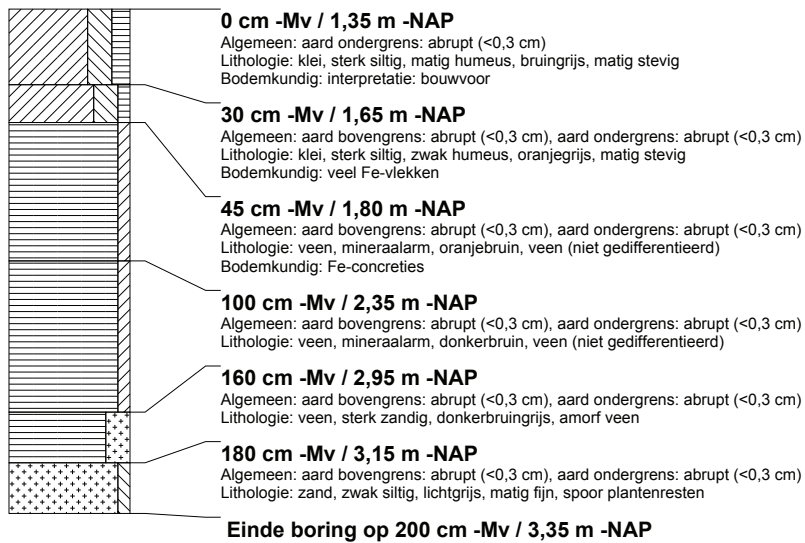 0 cm -Mv / 1,35 m -NAP
Algemeen: aard ondergrens: abrupt (<0,3 cm)
Lithologie: klei, sterk siltig, matig humeus, bruingrijs, matig stevig
Bodemkundig: interpretatie: bouwvoor
30 cm -Mv / 1,65 m -NAP
Algemeen: aard bovengrens: abrupt (<0,3 cm), aard ondergrens: abrupt (<0,3 cm)
Lithologie: klei, sterk siltig, zwak humeus, oranjegrijs, matig stevig
Bodemkundig: veel Fe-vlekken
45 cm -Mv / 1,80 m -NAP
Algemeen: aard bovengrens: abrupt (<0,3 cm), aard ondergrens: abrupt (<0,3 cm)
Lithologie: veen, mineraalarm, oranjebruin, veen (niet gedifferentieerd)
Bodemkundig: Fe-concreties
100 cm -Mv / 2,35 m -NAP
Algemeen: aard bovengrens: abrupt (<0,3 cm), aard ondergrens: abrupt (<0,3 cm)
Lithologie: veen, mineraalarm, donkerbruin, veen (niet gedifferentieerd)
160 cm -Mv / 2,95 m -NAP
Algemeen: aard bovengrens: abrupt (<0,3 cm), aard ondergrens: abrupt (<0,3 cm)
Lithologie: veen, sterk zandig, donkerbruingrijs, amorf veen
180 cm -Mv / 3,15 m -NAP
Algemeen: aard bovengrens: abrupt (<0,3 cm), aard ondergrens: abrupt (<0,3 cm)
Lithologie: zand, zwak siltig, lichtgrijs, matig fijn, spoor plantenresten
Einde boring op 200 cm -Mv / 3,35 m -NAP